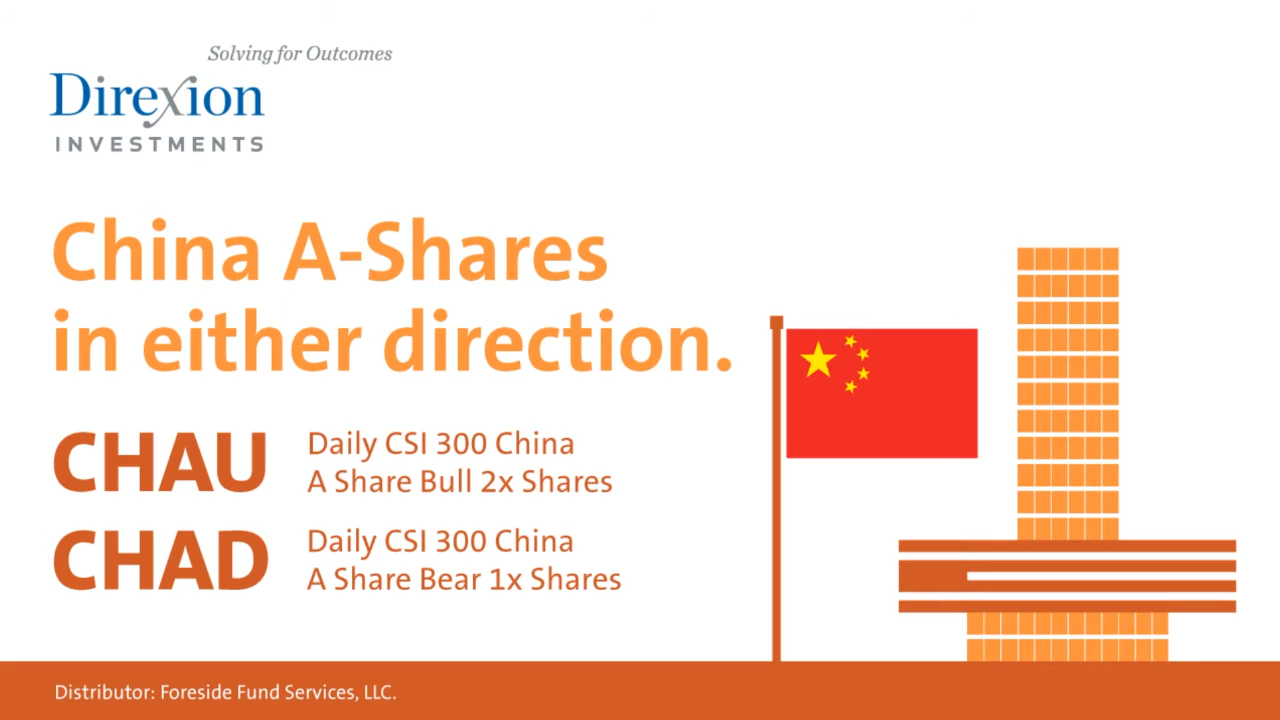 Solving for Outcomes
Direxion
INVESTMENTS
China A-Shares
in either direction.
CHAU
Daily CSI 300 China
A Share Bull 2x Shares
CHAD
Daily CSI 300 China
A Share Bear 1x Shares
Distributor: Foreside Fund Services, LLC.